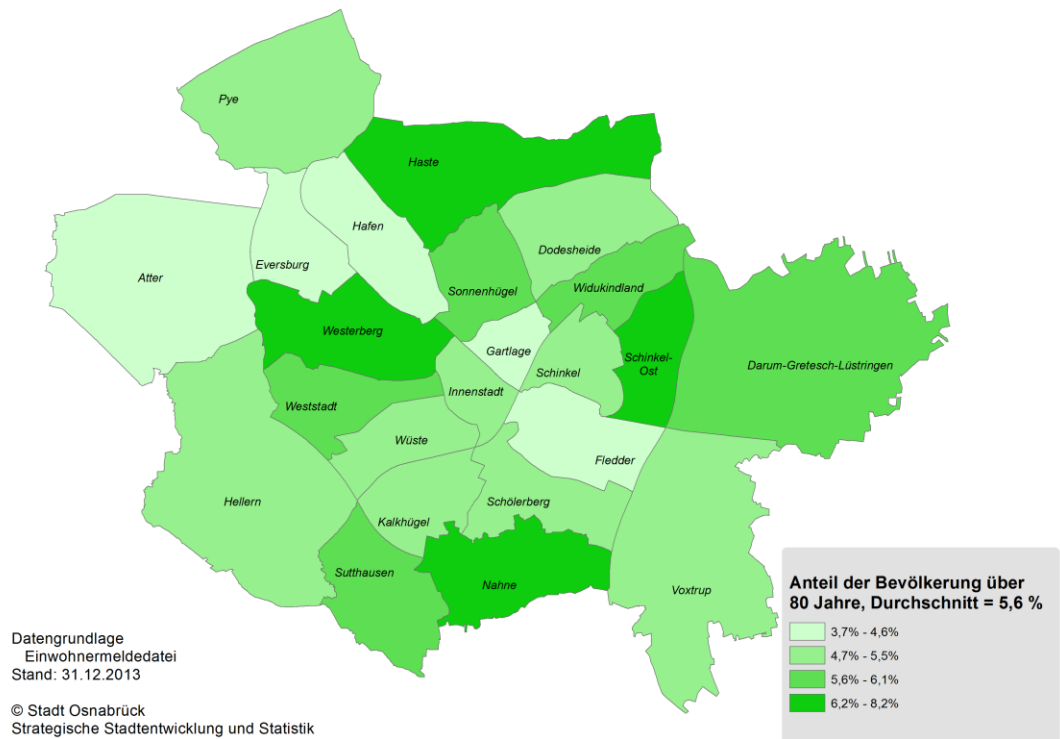 Pye
Haste
Hafen
Dodesheide
Atter
Eversburg
Sonnenhügel
Widukindland
Westerberg
Gartlage
Schinkel
Schinkel-
Ost
Darum-Gretesch-Lüstringen
Innenstadt
Weststadt
Wüste
Fledder
Hellern
Schölerberg
Kalkhügel
Sutthausen
Nahne
Voxtrup
Anteil der Bevölkerung über
80 Jahre, Durchschnitt = 5,6 %
3,7% - 4,6%
4,7% - 5,5%
5,6% - 6,1%
6,2% - 8,2%
Datengrundlage
Einwohnermeldedatei
Stand: 31.12.2013
© Stadt Osnabrück
Strategische Stadtentwicklung und Statistik